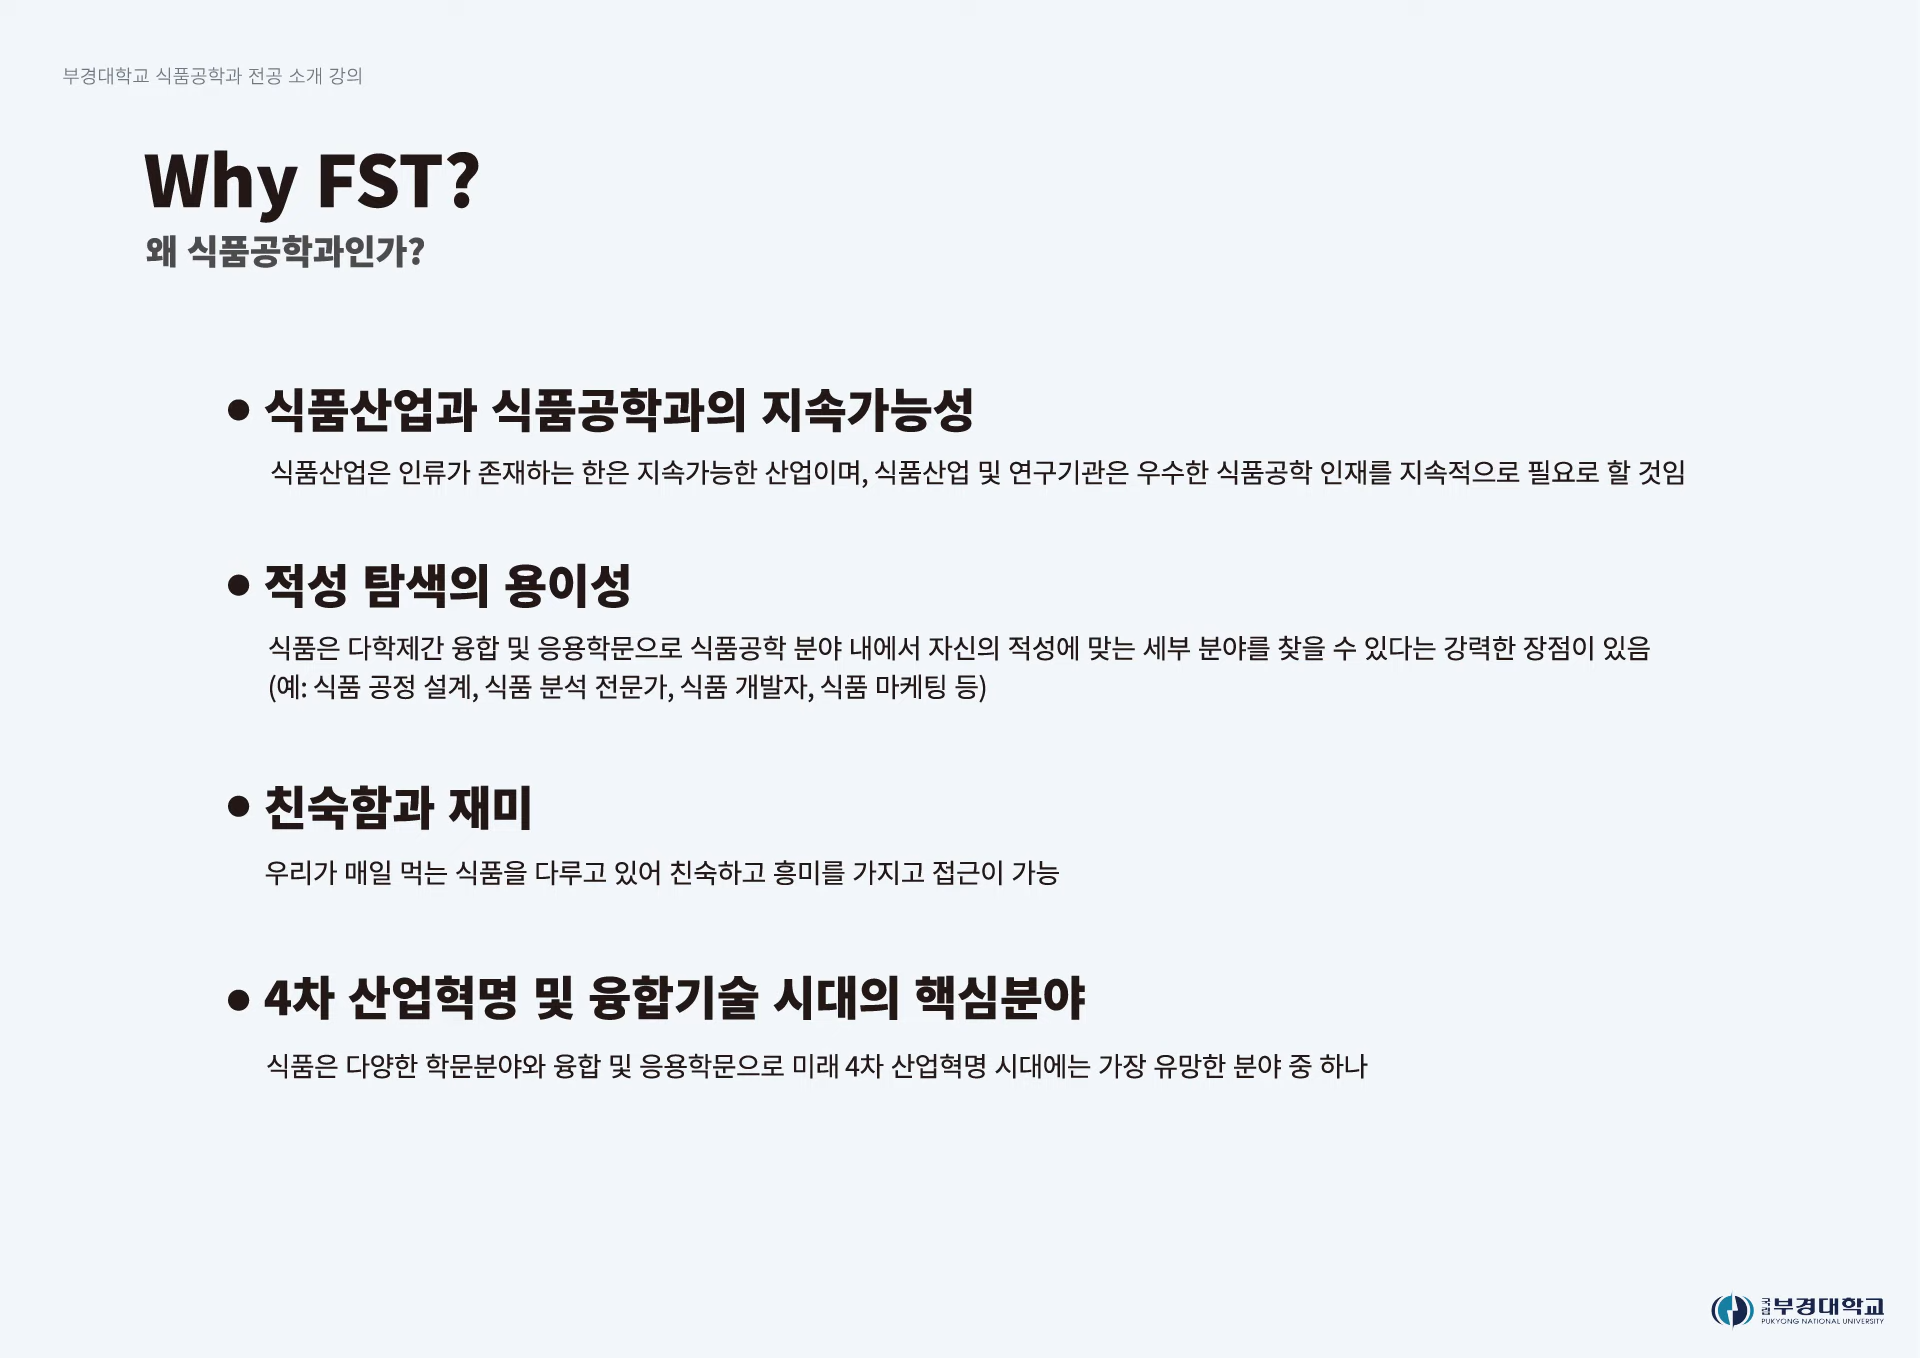 부경대학교 식품공학과 전공 소개 강의
Why FST?
왜 식품공학과인가?
● 식품산업과 식품공학과의 지속가능성
식품산업은 인류가 존재하는 한은 지속가능한 산업이며, 식품산업 및 연구기관은 우수한 식품공학 인재를 지속적으로 필요로 할 것임
● 적성 탐색의 용이성
식품은 다학제간 융합 및 응용학문으로 식품공학 분야 내에서 자신의 적성에 맞는 세부 분야를 찾을 수 있다는 강력한 장점이 있음
(예: 식품 공정 설계, 식품 분석 전문가, 식품 개발자, 식품 마케팅 등)
● 친숙함과 재미
우리가 매일 먹는 식품을 다루고 있어 친숙하고 흥미를 가지고 접근이 가능
● 4차 산업혁명 및 융합기술 시대의 핵심분야
식품은 다양한 학문분야와 융합 및 응용학문으로 미래 4차 산업혁명 시대에는 가장 유망한 분야 중 하나
국립부경대학교
PUKYONG NATIONAL UNIVERSITY